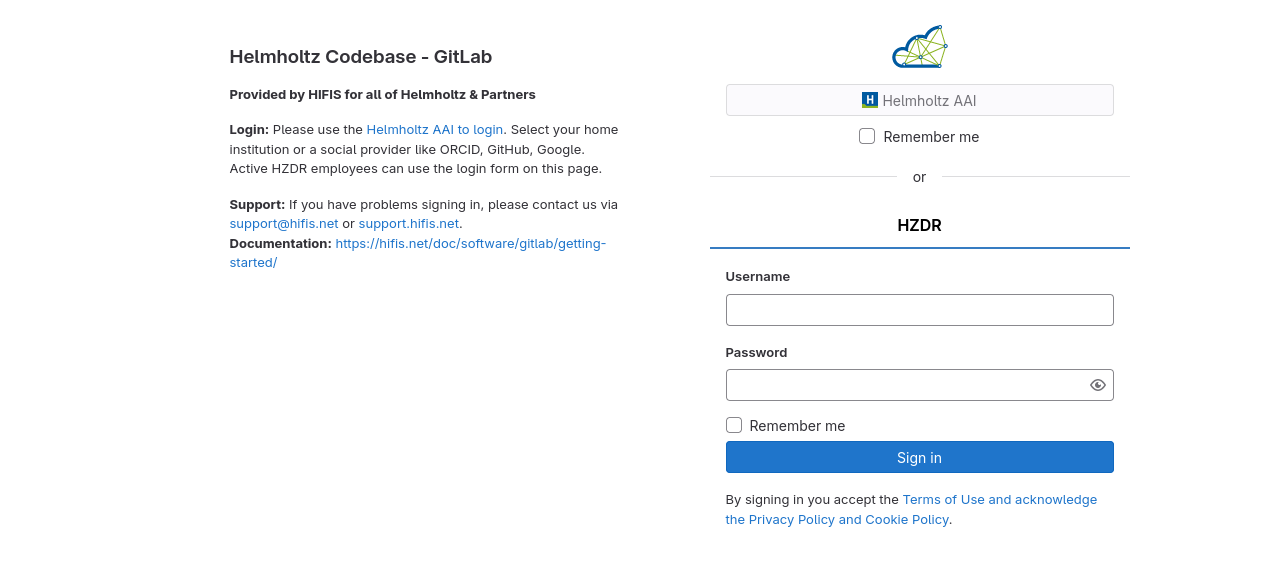 Helmholtz Codebase - GitLab
Provided by HIFIS for all of Helmholtz & Partners
Login: Please use the Helmholtz AAI to login. Select your home
institution or a social provider like ORCID, GitHub, Google.
Active HZDR employees can use the login form on this page.
Support: If you have problems signing in, please contact us via
support@hifis.net or support.hifis.net.
Documentation: https://hifis.net/doc/software/gitlab/getting-
started/
H Helmholtz AAI
Remember me
or
HZDR
Username
Password
Remember me
Sign in
By signing in you accept the Terms of Use and acknowledge
the Privacy Policy and Cookie Policy.